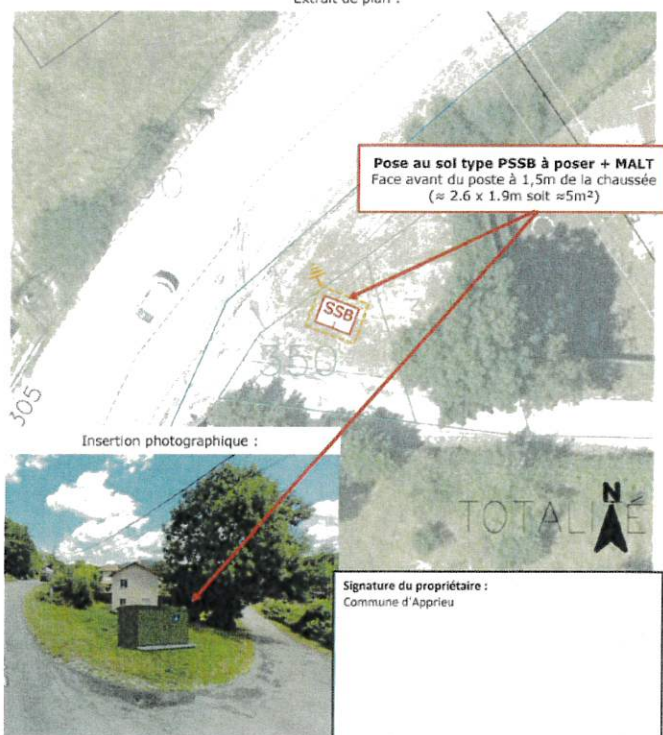 Extrait de plan :
Pose au sol type PSSB à poser + MALT
Face avant du poste à 1,5m de la chaussée
(≈ 2.6 x 1.9m soit ≈5m²)
SSB
350
305
Insertion photographique :
TOTALITÉ
N
Signature du propriétaire :
Commune d'Apprieu